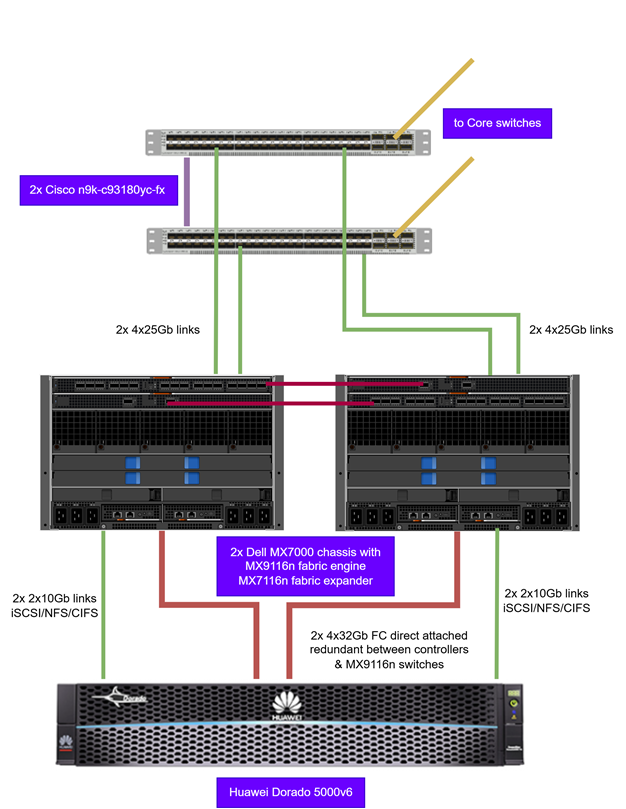 to Core switches
2x Cisco n9k-c93180yc-fx
2x 4x25Gb links
2x 4x25Gb links
2x Dell MX7000 chassis with
MX9116n fabric engine
MX7116n fabric expander
2x 2x10Gb links
iSCSI/NFS/CIFS
2x 2x10Gb links
iSCSI/NFS/CIFS
2x 4x32Gb FC direct attached
redundant between controllers
& MX9116n switches
Dorado
HUAWEI
HUAWEI
Huawei Dorado 5000v6